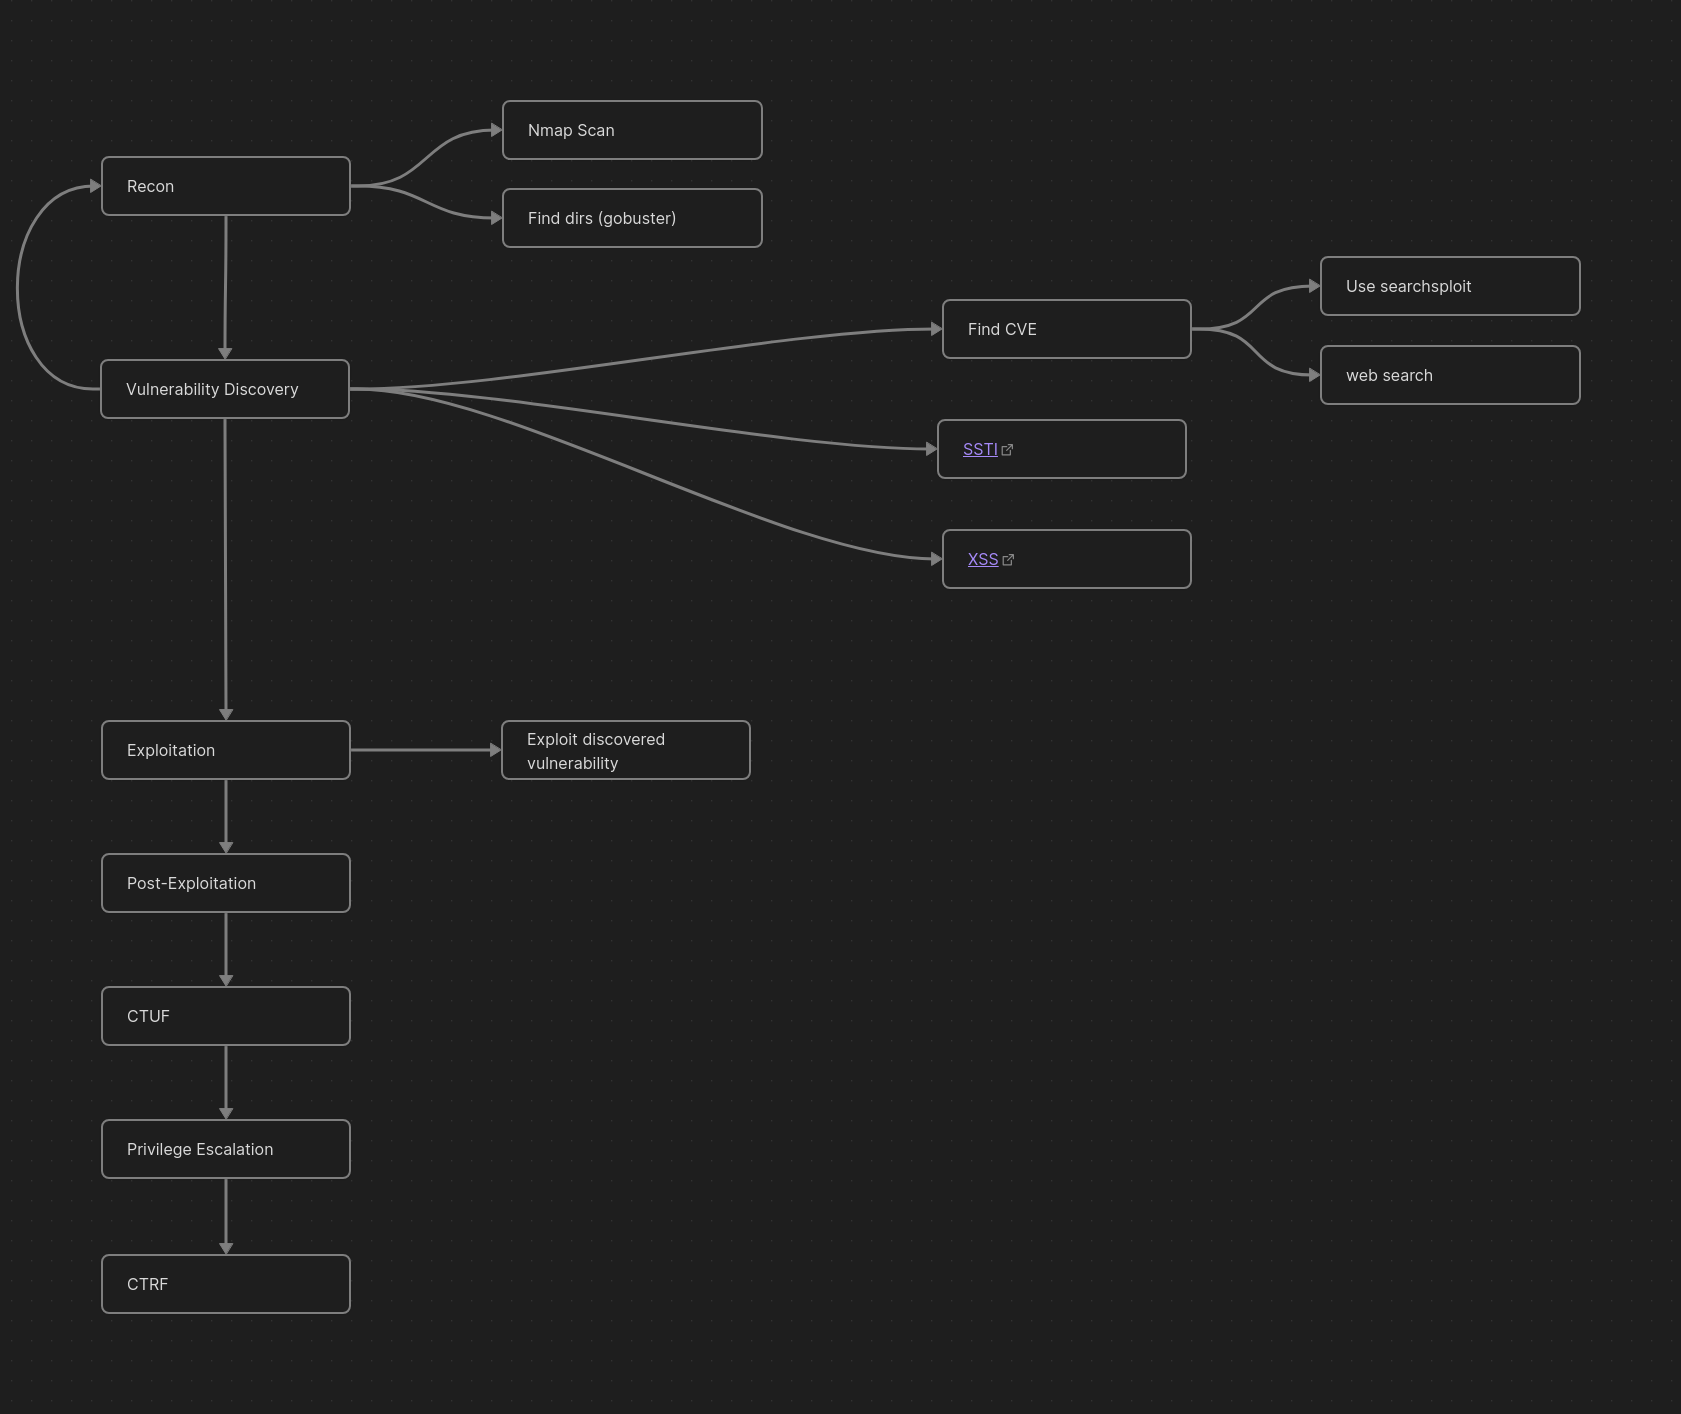 Nmap Scan
Recon
Find dirs (gobuster)
Use searchsploit
Find CVE
web search
Vulnerability Discovery
SSTI
XSS
Exploitation
Exploit discovered
vulnerability
Post-Exploitation
CTUF
Privilege Escalation
CTRF